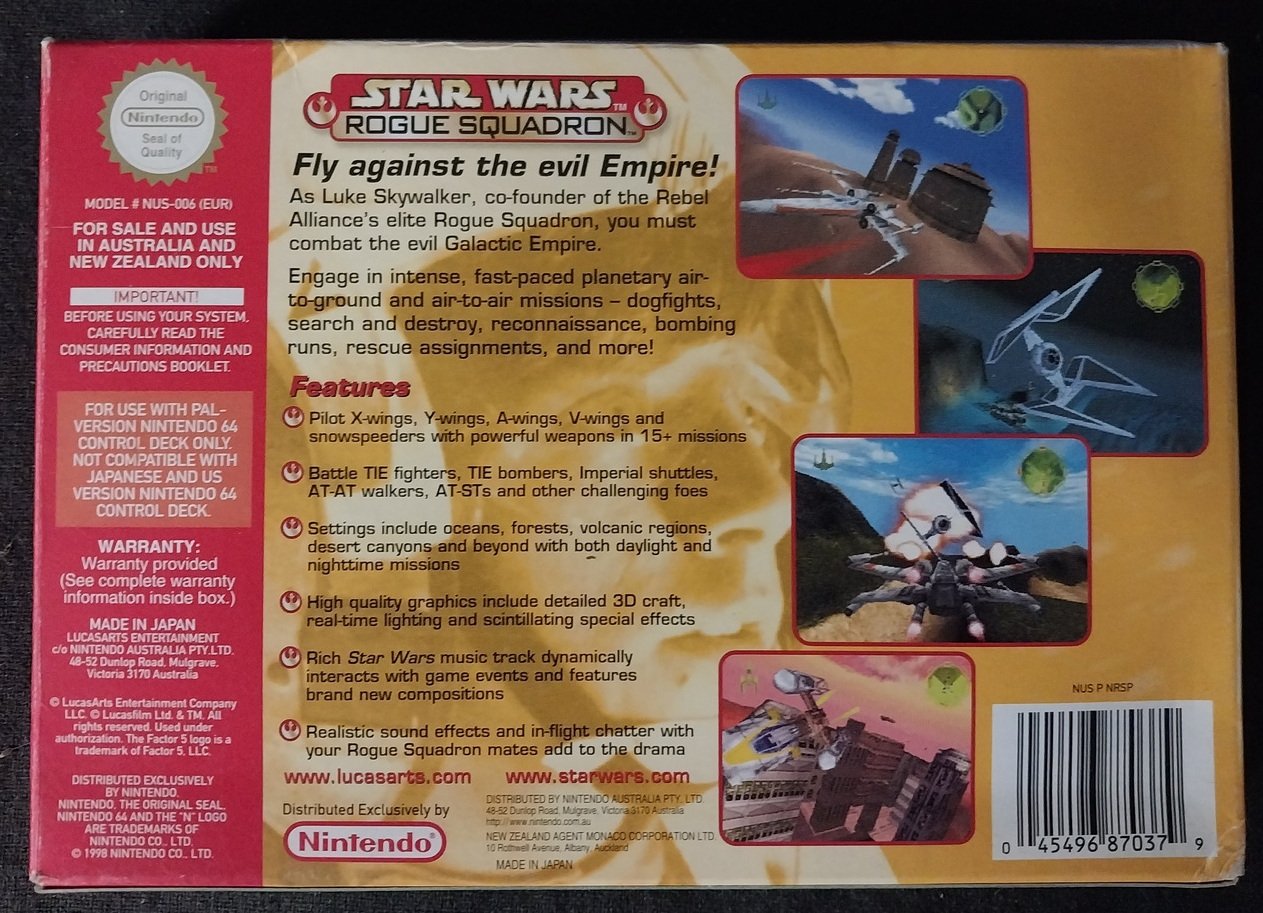 Original
Nintendo
Seal of
Quality
TM
MODEL # NUS-006 (EUR)
FOR SALE AND USE
IN AUSTRALIA AND
NEW ZEALAND ONLY
IMPORTANT!
BEFORE USING YOUR SYSTEM,
CAREFULLY READ THE
CONSUMER INFORMATION AND
PRECAUTIONS BOOKLET.
FOR USE WITH PAL-
VERSION NINTENDO 64
CONTROL DECK ONLY.
NOT COMPATIBLE WITH
JAPANESE AND US
VERSION NINTENDO 64
CONTROL DECK.
WARRANTY:
Warranty provided
(See complete warranty
information inside box.)
MADE IN JAPAN
LUCASARTS ENTERTAINMENT
c/o NINTENDO AUSTRALIA PTY.LTD.
48-52 Dunlop Road, Mulgrave,
Victoria 3170 Australia
© LucasArts Entertainment Company
LLC. © Lucasfilm Ltd. & TM. All
rights reserved. Used under
authorization. The Factor 5 logo is a
trademark of Factor 5, LLC.
DISTRIBUTED EXCLUSIVELY
BY NINTENDO.
NINTENDO, THE ORIGINAL SEAL,
NINTENDO 64 AND THE "N" LOGO
ARE TRADEMARKS OF
NINTENDO CO., LTD.
© 1998 NINTENDO CO., LTD.
STAR WARS TM
ROGUE SQUADRON TM
Fly against the evil Empire!
As Luke Skywalker, co-founder of the Rebel
Alliance's elite Rogue Squadron, you must
combat the evil Galactic Empire.
Engage in intense, fast-paced planetary air-
to-ground and air-to-air missions – dogfights,
search and destroy, reconnaissance, bombing
runs, rescue assignments, and more!
Features
Pilot X-wings, Y-wings, A-wings, V-wings and
snowspeeders with powerful weapons in 15+ missions
Battle TIE fighters, TIE bombers, Imperial shuttles,
AT-AT walkers, AT-STs and other challenging foes
Settings include oceans, forests, volcanic regions,
desert canyons and beyond with both daylight and
nighttime missions
High quality graphics include detailed 3D craft,
real-time lighting and scintillating special effects
Rich Star Wars music track dynamically
interacts with game events and features
brand new compositions
Realistic sound effects and in-flight chatter with
your Rogue Squadron mates add to the drama
www.lucasarts.com www.starwars.com
Distributed Exclusively by
Nintendo®
DISTRIBUTED BY NINTENDO AUSTRALIA PTY. LTD.
48-52 Dunlop Road, Mulgrave, Victoria 3170 Australia
http://www.nintendo.com.au
NEW ZEALAND AGENT MONACO CORPORATION LTD.
10 Rothwell Avenue, Albany, Auckland
MADE IN JAPAN
NUS P NRSP
0 45496 87037 9